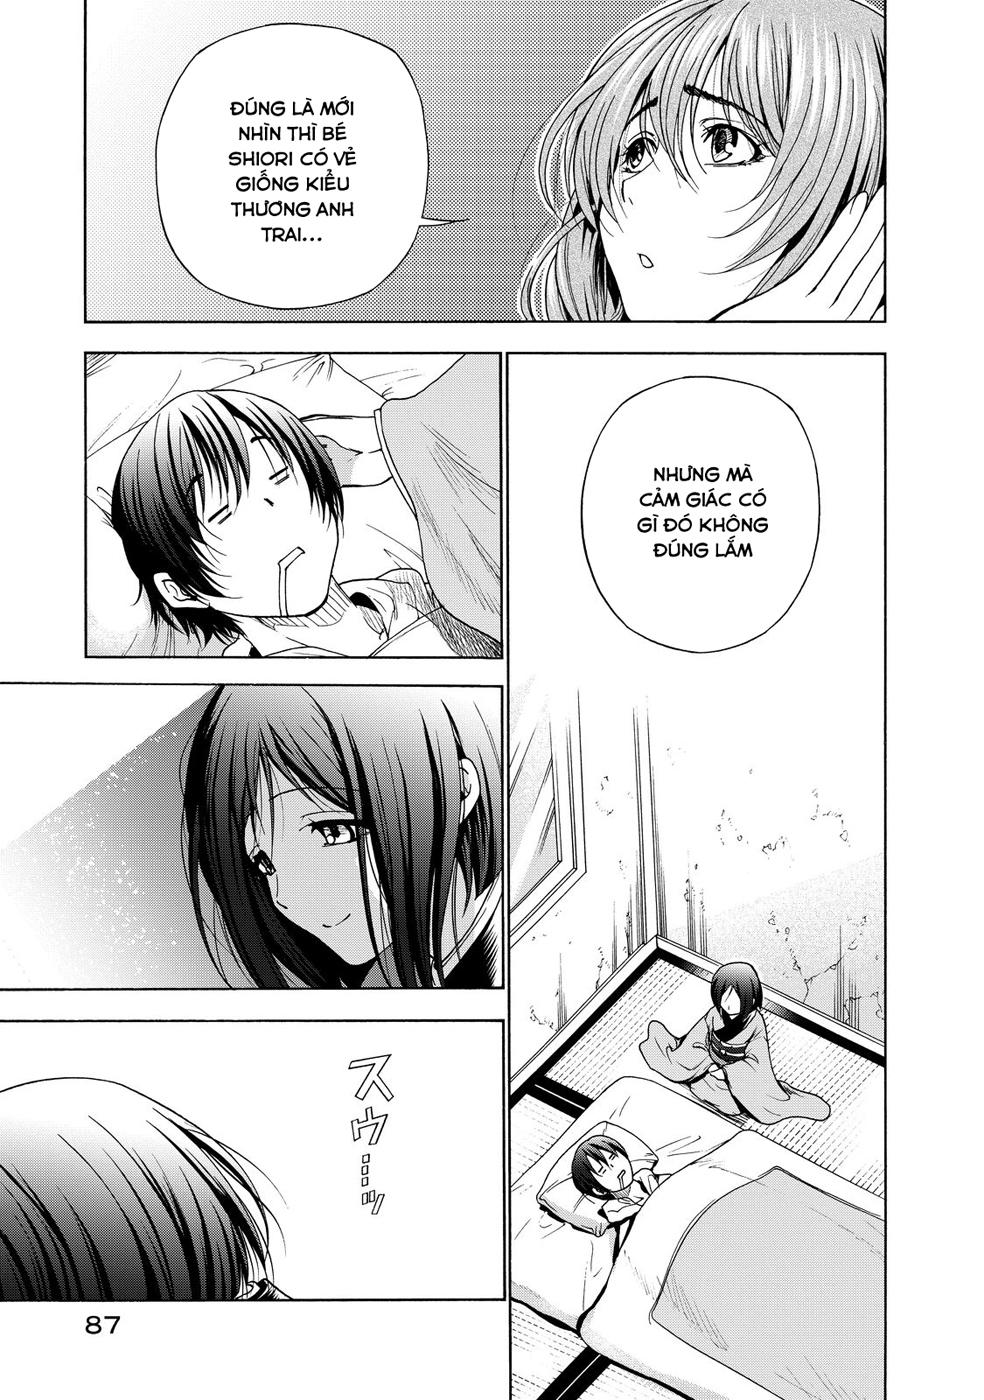 ĐÚNG LÀ MỚI
NHÌN THÌ BÉ
SHIORI CÓ VẺ
GIỐNG KIỂU
THƯƠNG ANH
TRAI...
NHƯNG MÀ
CẢM GIÁC CÓ
GÌ ĐÓ KHÔNG
ĐÚNG LẮM
スゥ……ッ
87